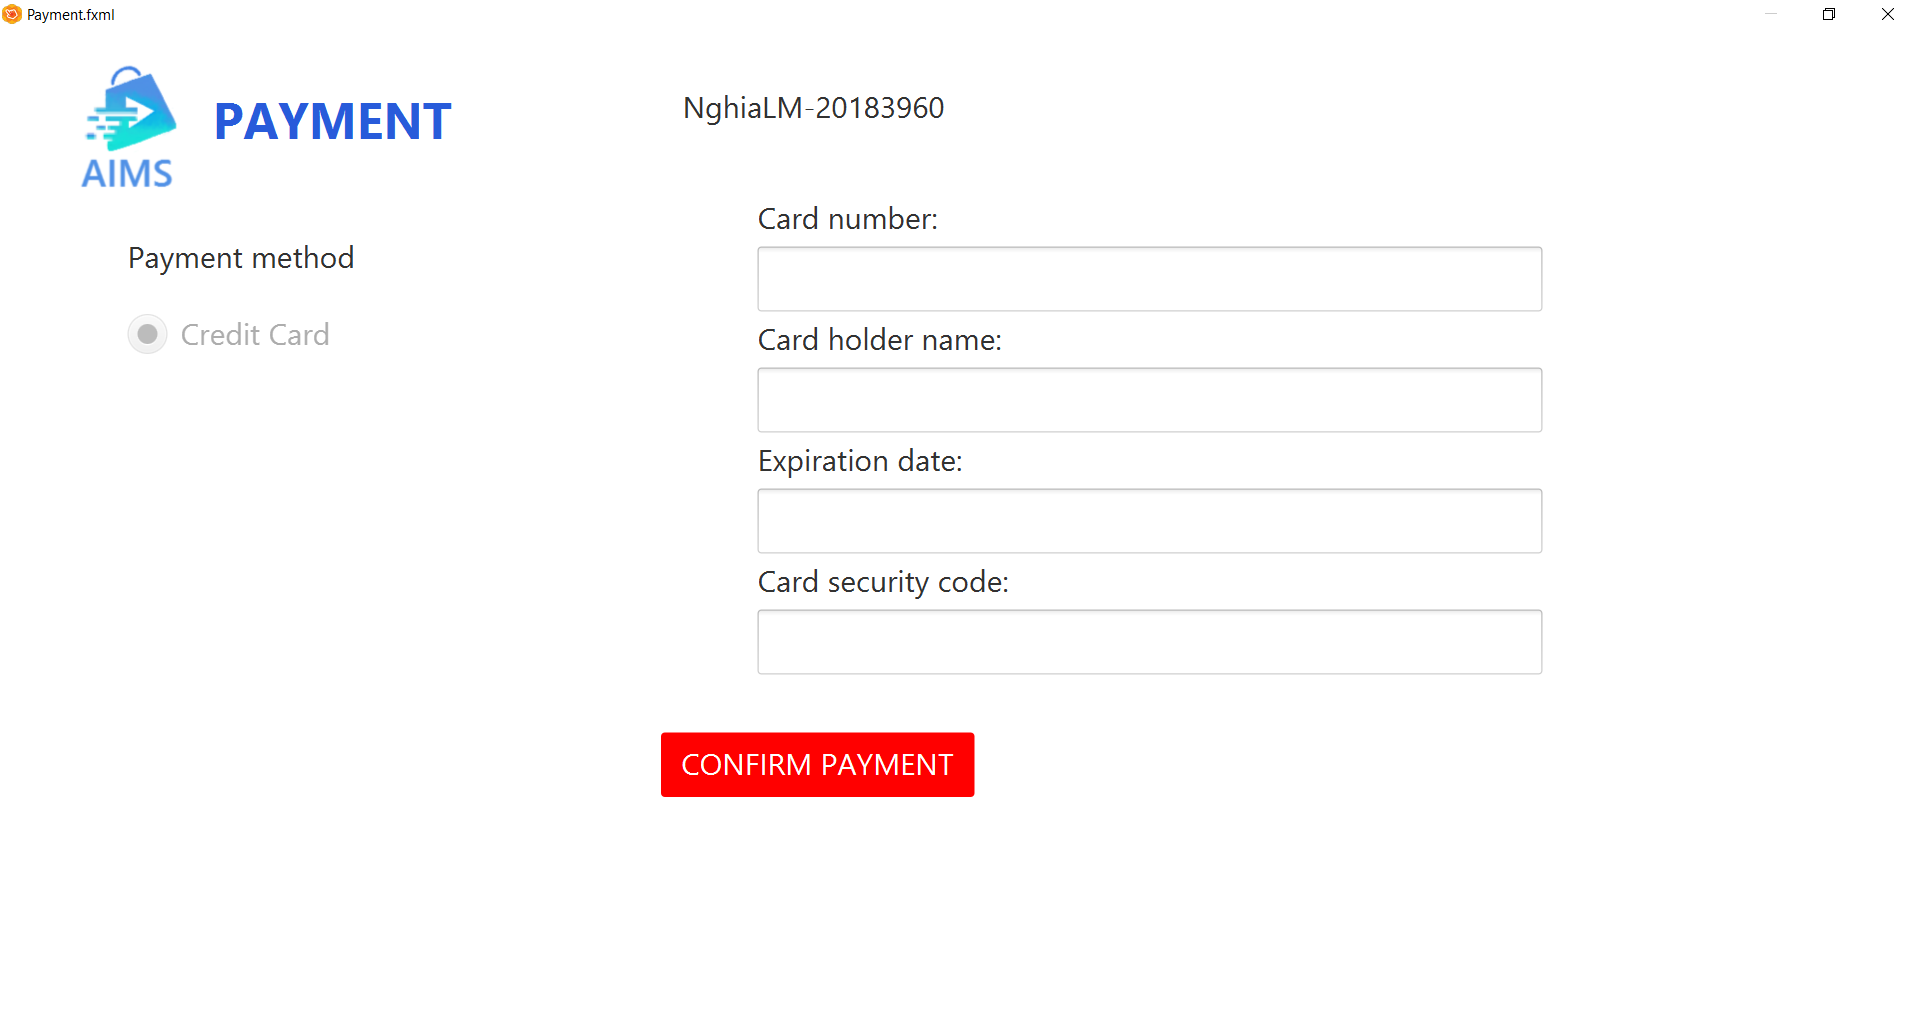 Payment.fxml
PAYMENT
AIMS
NghiaLM-20183960
Payment method
Credit Card
Card number:
Card holder name:
Expiration date:
Card security code:
CONFIRM PAYMENT